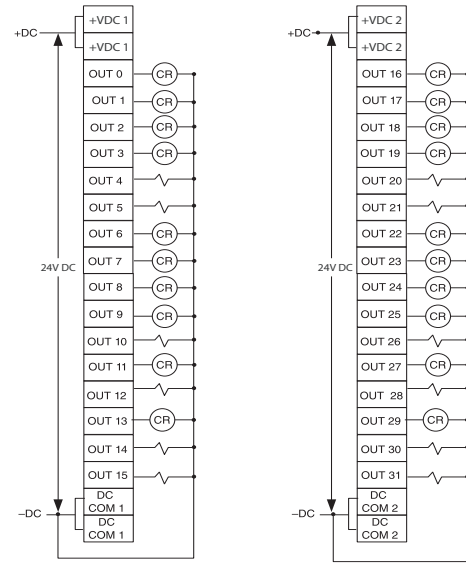 +VDC 1
+DC
+VDC 1
OUT 0 CR
OUT 1 CR
OUT 2 CR
OUT 3 CR
OUT 4
OUT 5
OUT 6 CR
OUT 7 CR
24V DC
OUT 8 CR
OUT 9 CR
OUT 10
OUT 11 CR
OUT 12
OUT 13 CR
OUT 14
OUT 15
DC
COM 1
–DC
DC
COM 1
+VDC 2
+DC
+VDC 2
OUT 16 CR
OUT 17 CR
OUT 18 CR
OUT 19 CR
OUT 20
OUT 21
OUT 22 CR
OUT 23 CR
24V DC
OUT 24 CR
OUT 25 CR
OUT 26
OUT 27 CR
OUT 28
OUT 29 CR
OUT 30
OUT 31
DC
COM 2
–DC
DC
COM 2